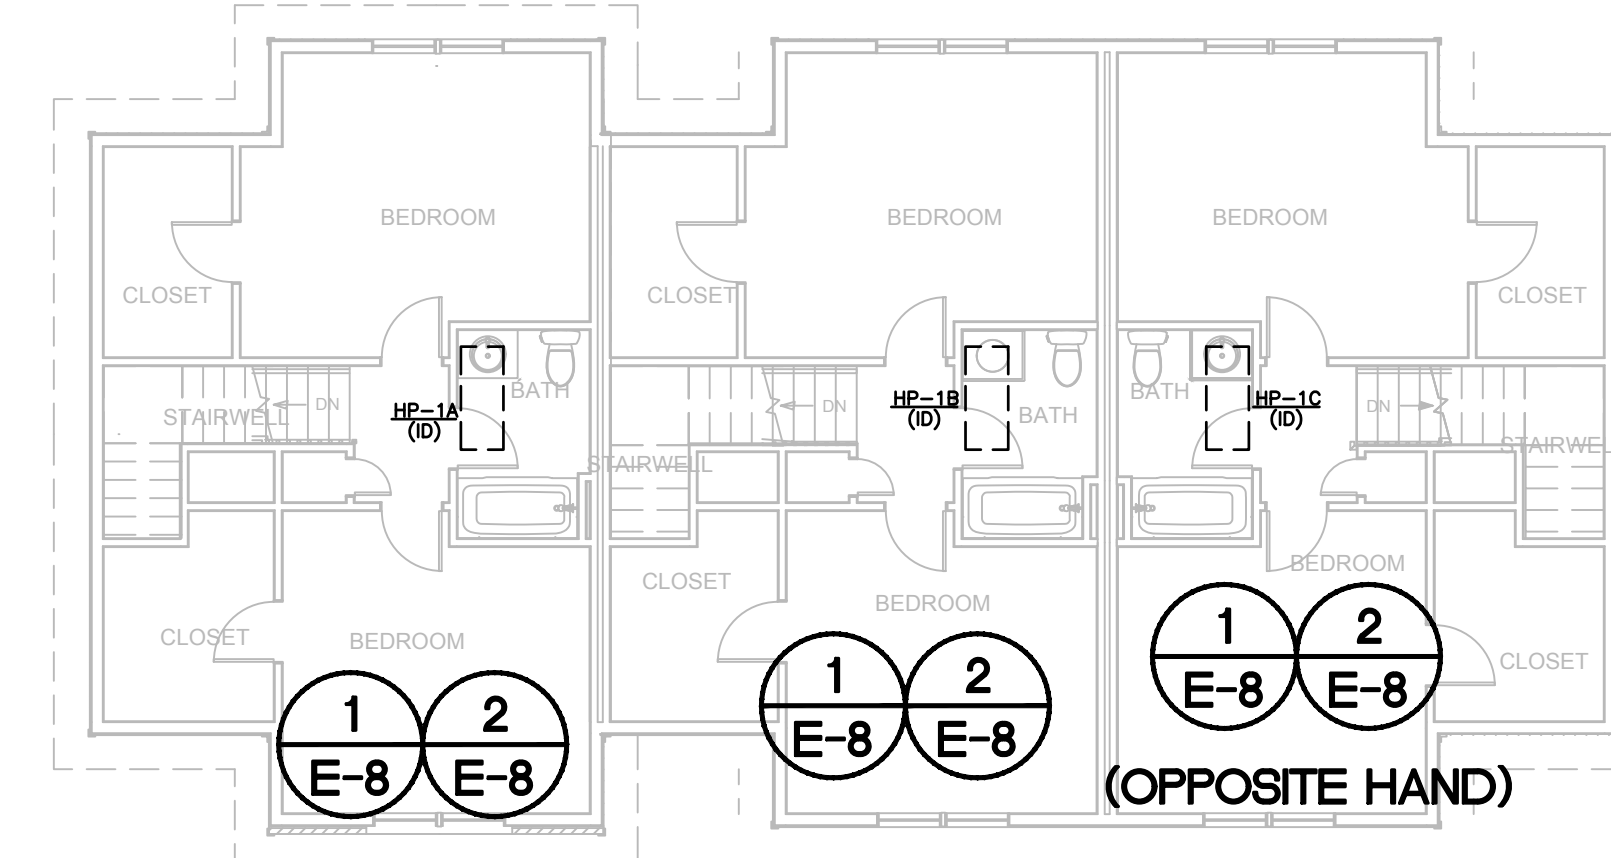 BEDROOM
BEDROOM
BEDROOM
CLOSET
CLOSET
CLOSET
BATH
BATH
BATH
HP-1A
(ID)
HP-1B
(ID)
HP-1C
(ID)
STAIRWELL
DN
DN
DN
STAIRWELL
STAIRWEL
CLOSET
BEDROOM
CLOSET
BEDROOM
BEDROOM
CLOSET
1
E-8
2
E-8
1
E-8
2
E-8
1
E-8
2
E-8
(OPPOSITE HAND)